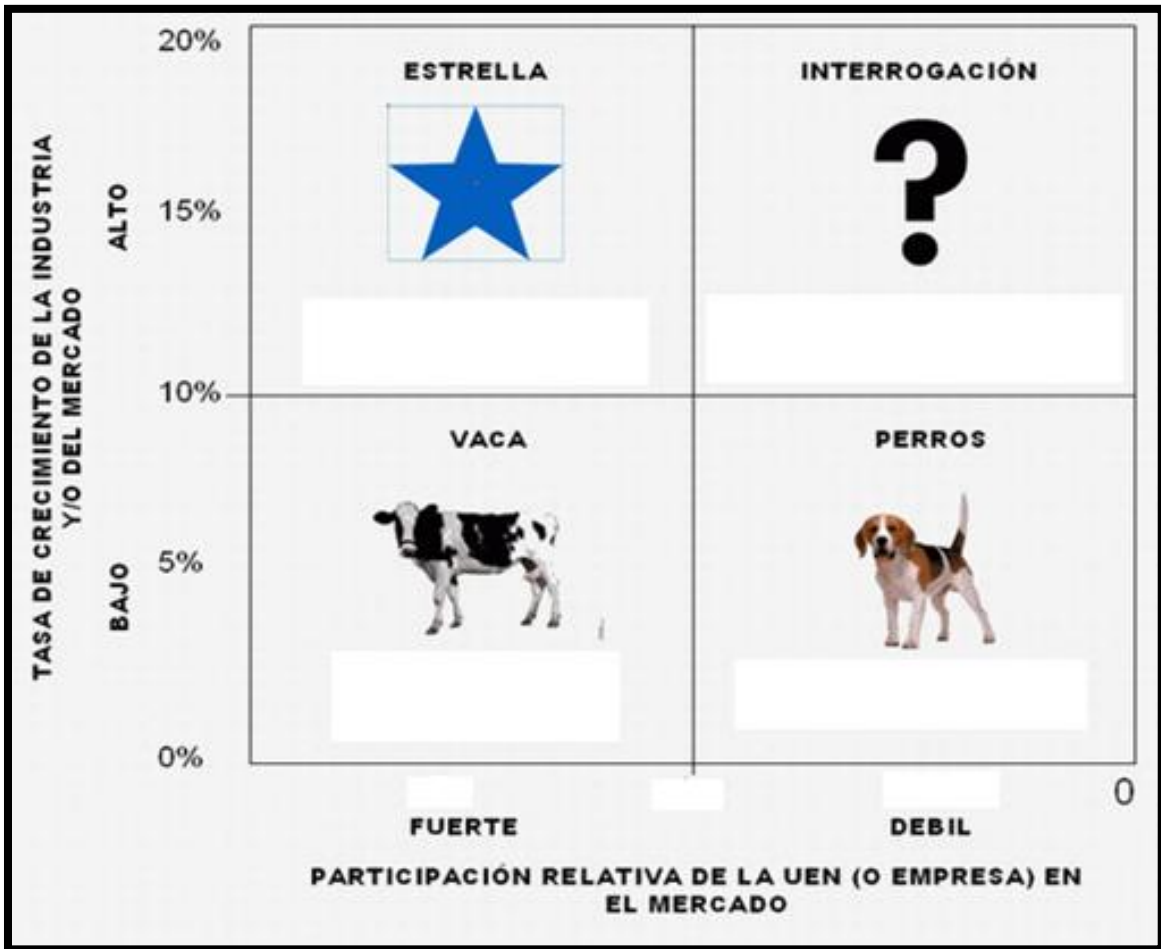 20%
ESTRELLA
INTERROGACIÓN
?
TASA DE CRECIMIENTO DE LA INDUSTRIA
Y/O DEL MERCADO
ALTO
15%
10%
VACA
PERROS
BAJO
5%
0%
0
FUERTE
DEBIL
PARTICIPACIÓN RELATIVA DE LA UEN (O EMPRESA) EN
EL MERCADO